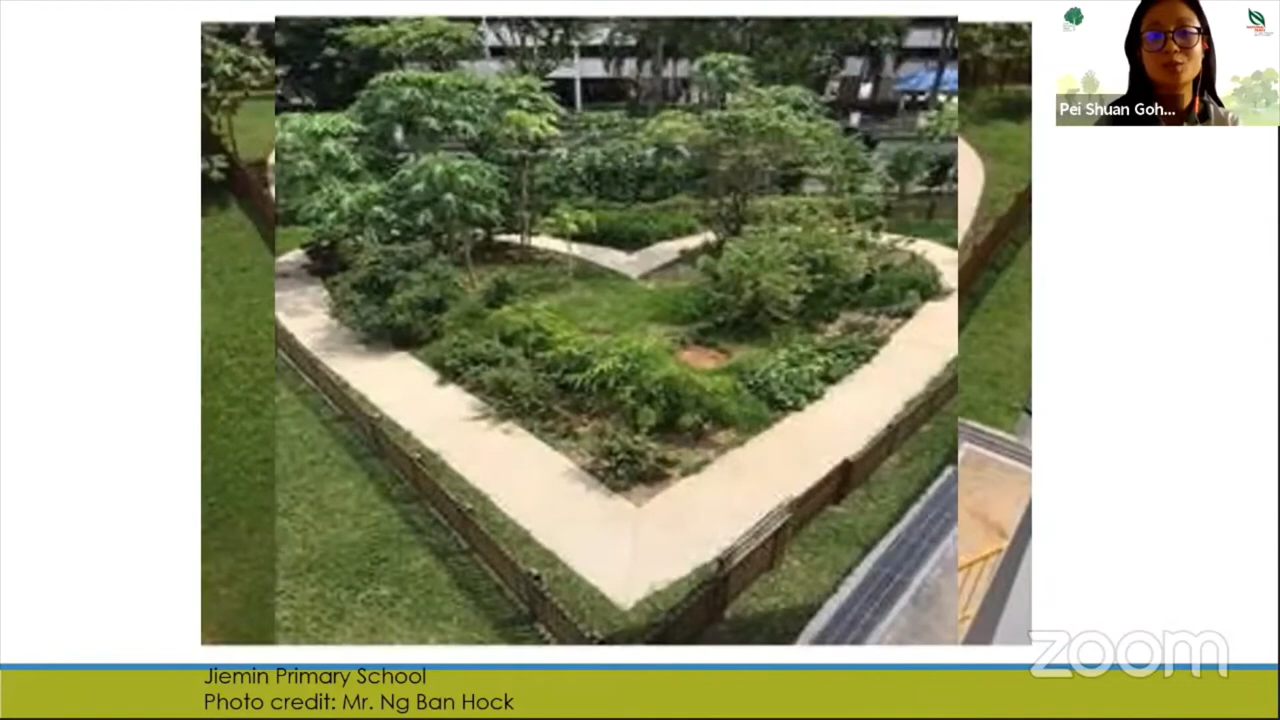 Pei Shuan Goh...
zoom
Jiemin Primary School
Photo credit: Mr. Ng Ban Hock